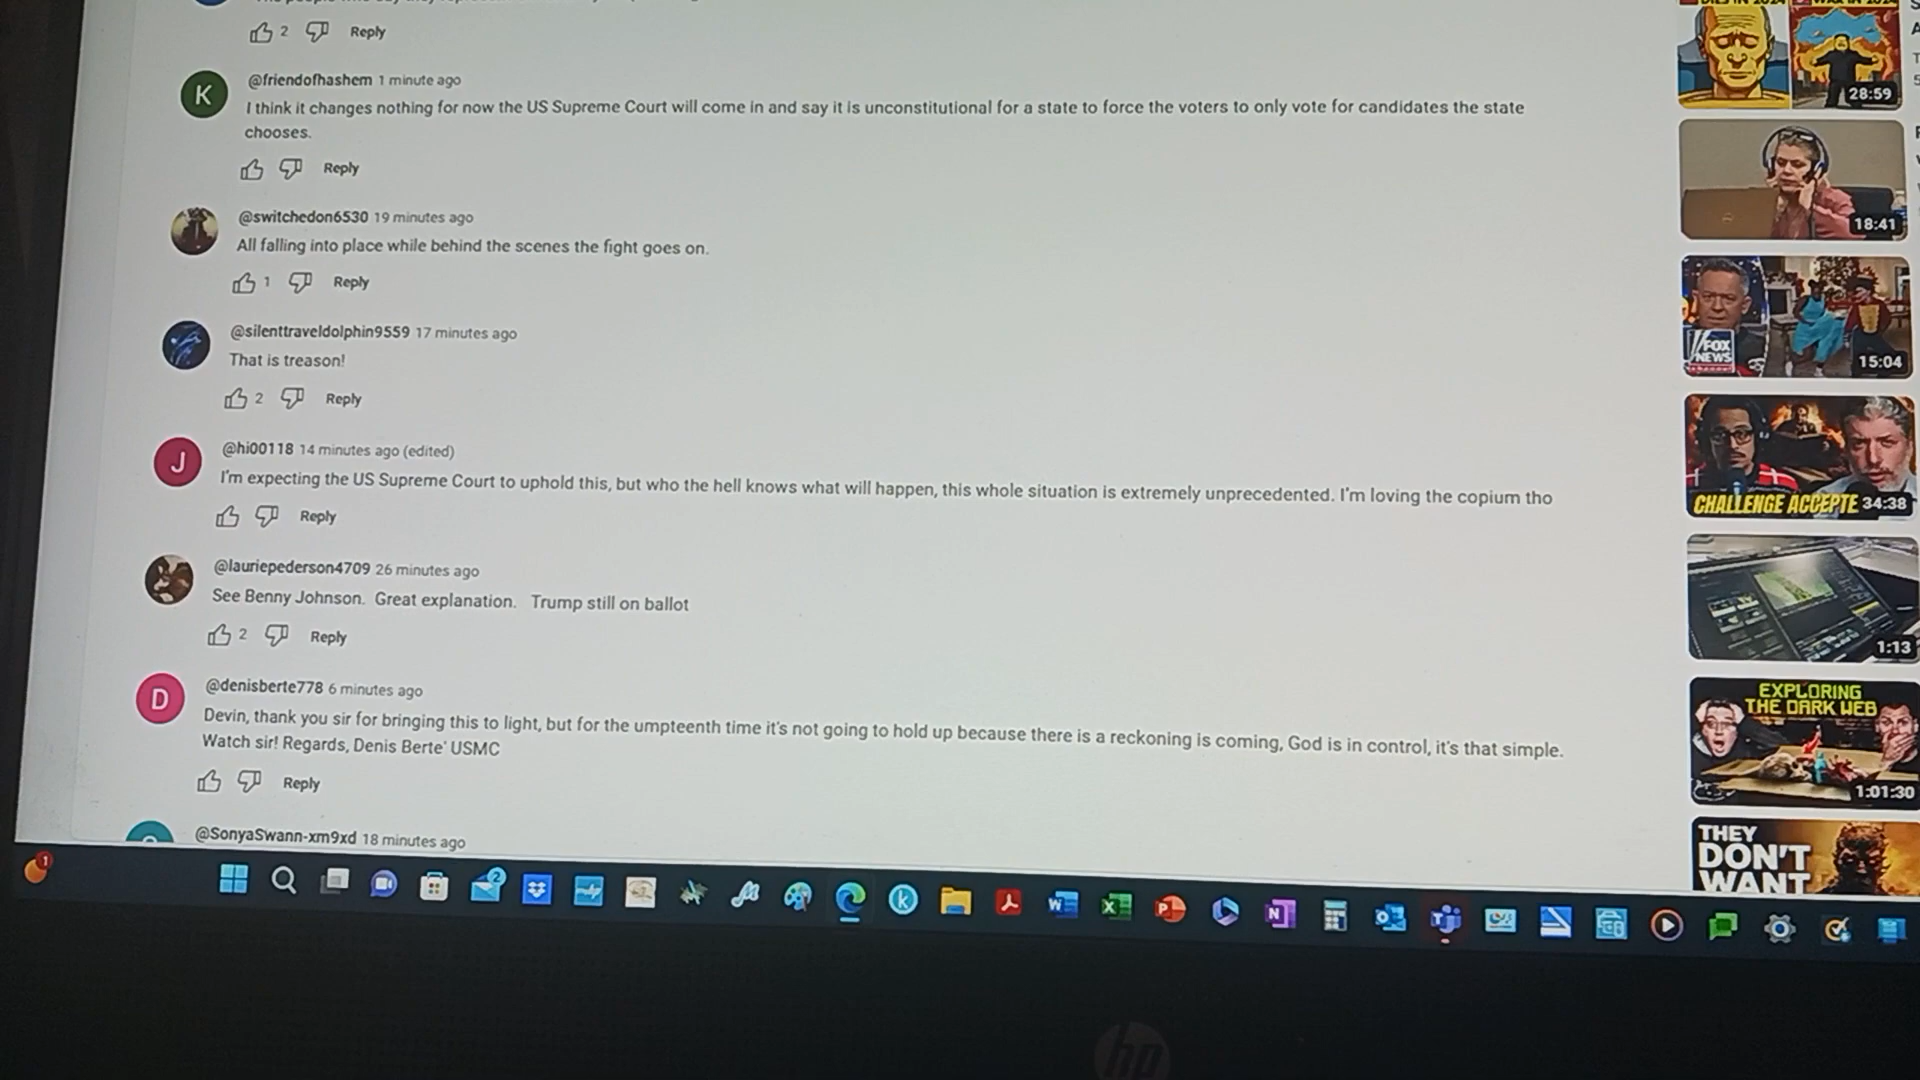 2 Reply
@friendofhashem 1 minute ago
I think it changes nothing for now the US Supreme Court will come in and say it is unconstitutional for a state to force the voters to only vote for candidates the state
chooses.
Reply
@switchedon6530 19 minutes ago
All falling into place while behind the scenes the fight goes on.
1 Reply
@silenttraveldolphin9559 17 minutes ago
That is treason!
2 Reply
@hi00118 14 minutes ago (edited)
I'm expecting the US Supreme Court to uphold this, but who the hell knows what will happen, this whole situation is extremely unprecedented. I'm loving the copium tho
Reply
@lauriepederson4709 26 minutes ago
See Benny Johnson. Great explanation. Trump still on ballot
2 Reply
@denisberte778 6 minutes ago
Devin, thank you sir for bringing this to light, but for the umpteenth time it's not going to hold up because there is a reckoning is coming, God is in control, it's that simple.
Watch sir! Regards, Denis Berte' USMC
Reply
@SonyaSwann-xm9xd 18 minutes ago
K
J
D
28:59
18:41
FOX
NEWS
15:04
CHALLENGE ACCEPTE 34:38
1:13
EXPLORING
THE DARK WEB
1:01:30
THEY
DON'T
WANT
1
2
hp